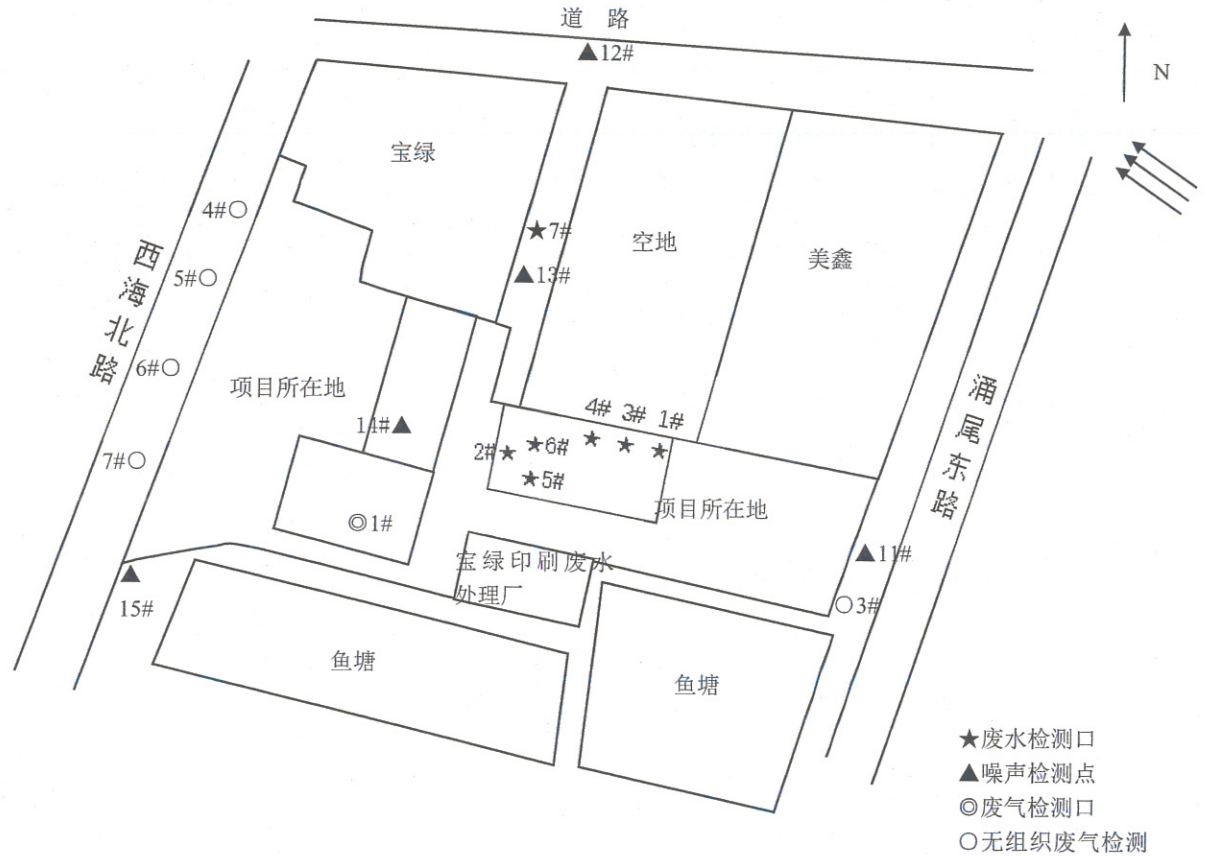 道 路
▲12#
N
宝绿
4#○
★7#
空地
美鑫
西海北路
5#○
▲13#
6#○
项目所在地
涌尾东路
4# 3# 1#
★ ★ ★
14#▲
2#★
★6#
7#○
★5#
项目所在地
◎1#
宝绿印刷废水
处理厂
▲11#
▲
15#
○3#
鱼塘
鱼塘
★废水检测口
▲噪声检测点
◎废气检测口
○无组织废气检测